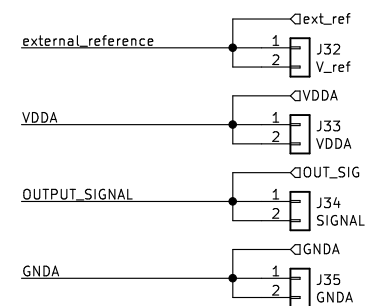 ext_ref
external_reference 1 J32
2 V_ref
VDDA
VDDA 1 J33
2 VDDA
OUT_SIG
OUTPUT_SIGNAL 1 J34
2 SIGNAL
GNDA
GNDA 1 J35
2 GNDA